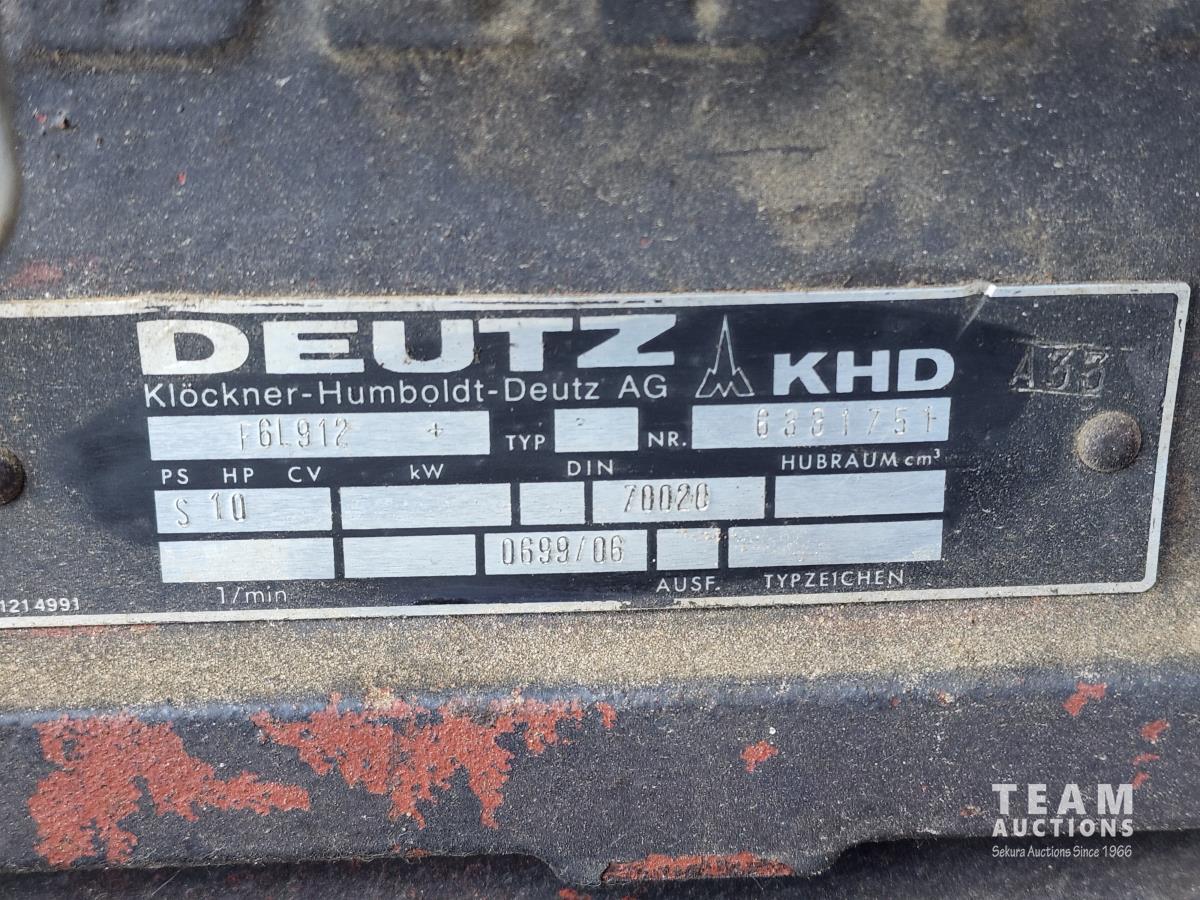 DEUTZ KHD A33
Klöckner-Humboldt-Deutz AG
F6L912 + TYP NR.
PS HP CV kW DIN HUBRAUM cm³
S 10 70020
0699/06
1/min AUSF. TYPZEICHEN
1214991
TEAM
AUCTIONS
Sekura Auctions Since 1966